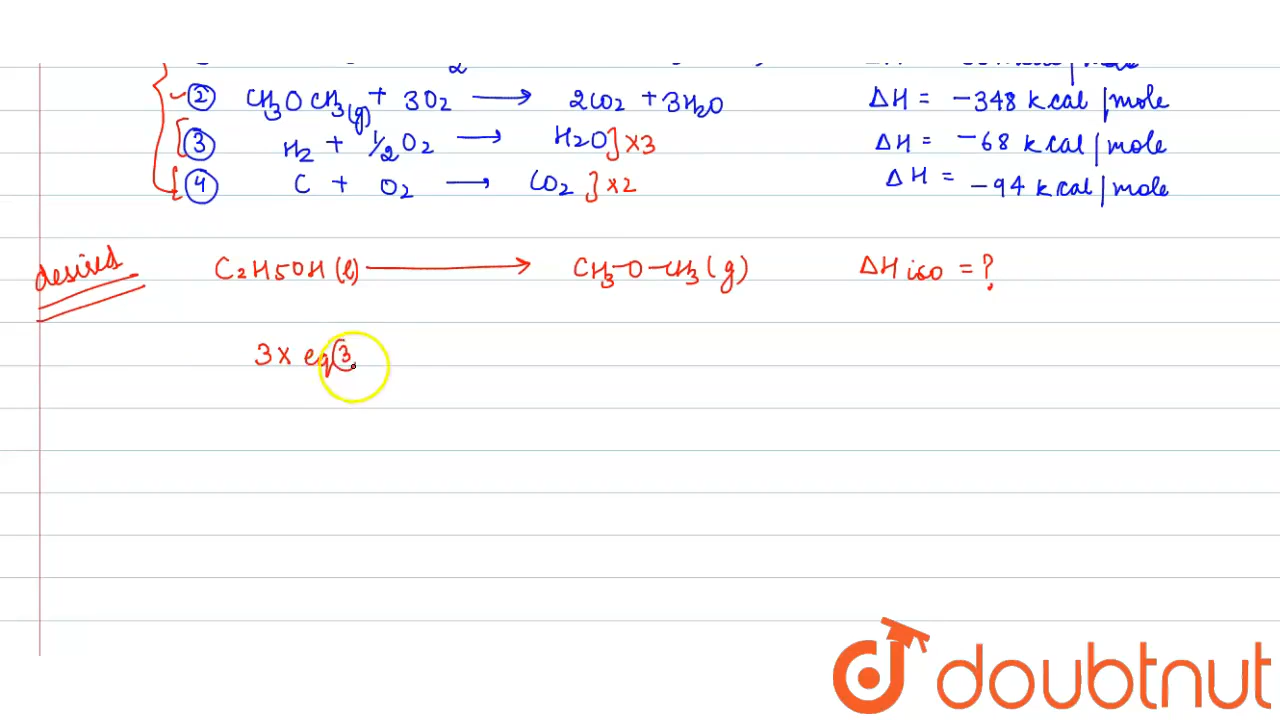 2
② CH3OCH3(g) + 3O2 ⟶ 2CO2 + 3H2O ΔH = -348 kcal/mole
③ H2 + 1/2O2 ⟶ H2O] ×3 ΔH = -68 kcal/mole
④ C + O2 ⟶ CO2] ×2 ΔH = -94 kcal/mole
desired C2H5OH(l) ⟶ CH3-O-CH3(g) ΔH iso = ?
3× eq 3
doubtnut